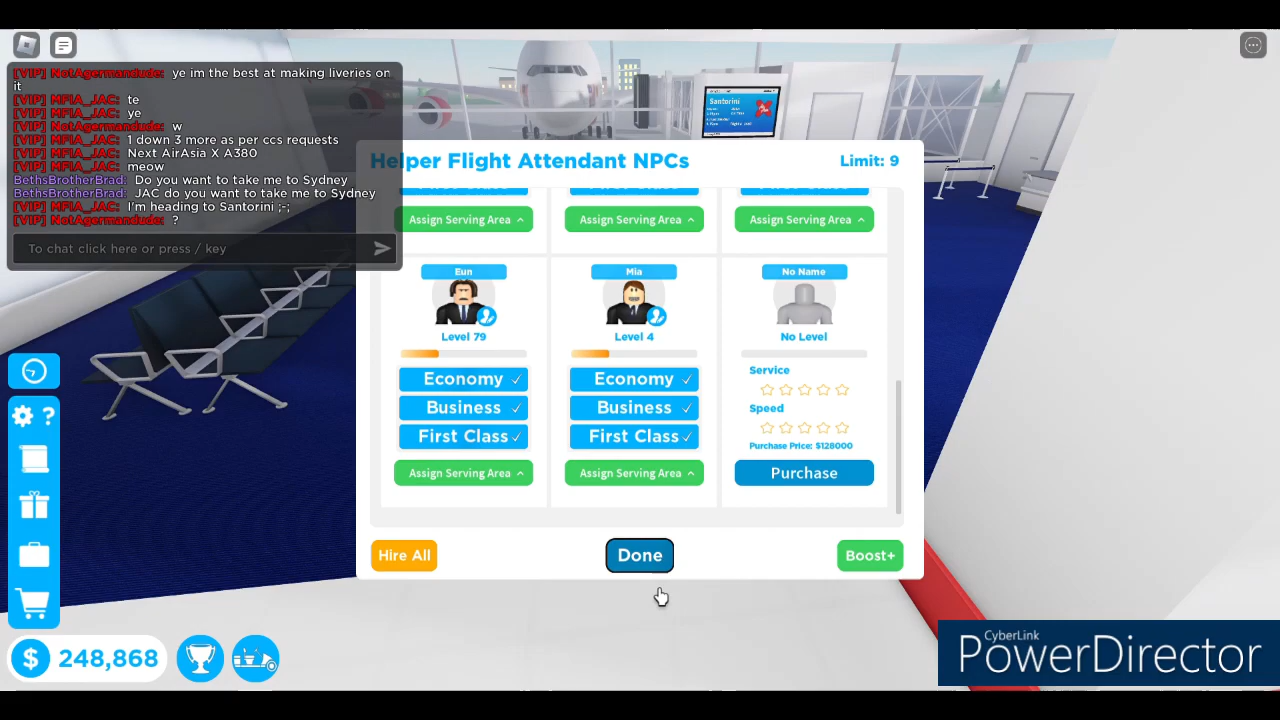 [VIP] NotAgermandude: ye im the best at making liveries on
it
[VIP] MFIA_JAC: te
[VIP] MFIA_JAC: ye
[VIP] NotAgermandude: w
[VIP] MFIA_JAC: 1 down 3 more as per ccs requests
[VIP] MFIA_JAC: Next AirAsia X A380
[VIP] MFIA_JAC: meow
BethsBrotherBrad: Do you want to take me to Sydney
BethsBrotherBrad: JAC do you want to take me to Sydney
[VIP] MFIA_JAC: I'm heading to Santorini ;-;
[VIP] NotAgermandude: ?
To chat click here or press / key
Santorini
Helper Flight Attendant NPCs
Limit: 9
First Class First Class First Class
Assign Serving Area Assign Serving Area Assign Serving Area
Eun Mia No Name
Level 79 Level 4 No Level
Economy ✓ Economy ✓ Service
Business ✓ Business ✓ Speed
First Class ✓ First Class ✓ Purchase Price: $128000
Assign Serving Area Assign Serving Area Purchase
Hire All Done Boost+
?
$ 248,868
CyberLink
PowerDirector